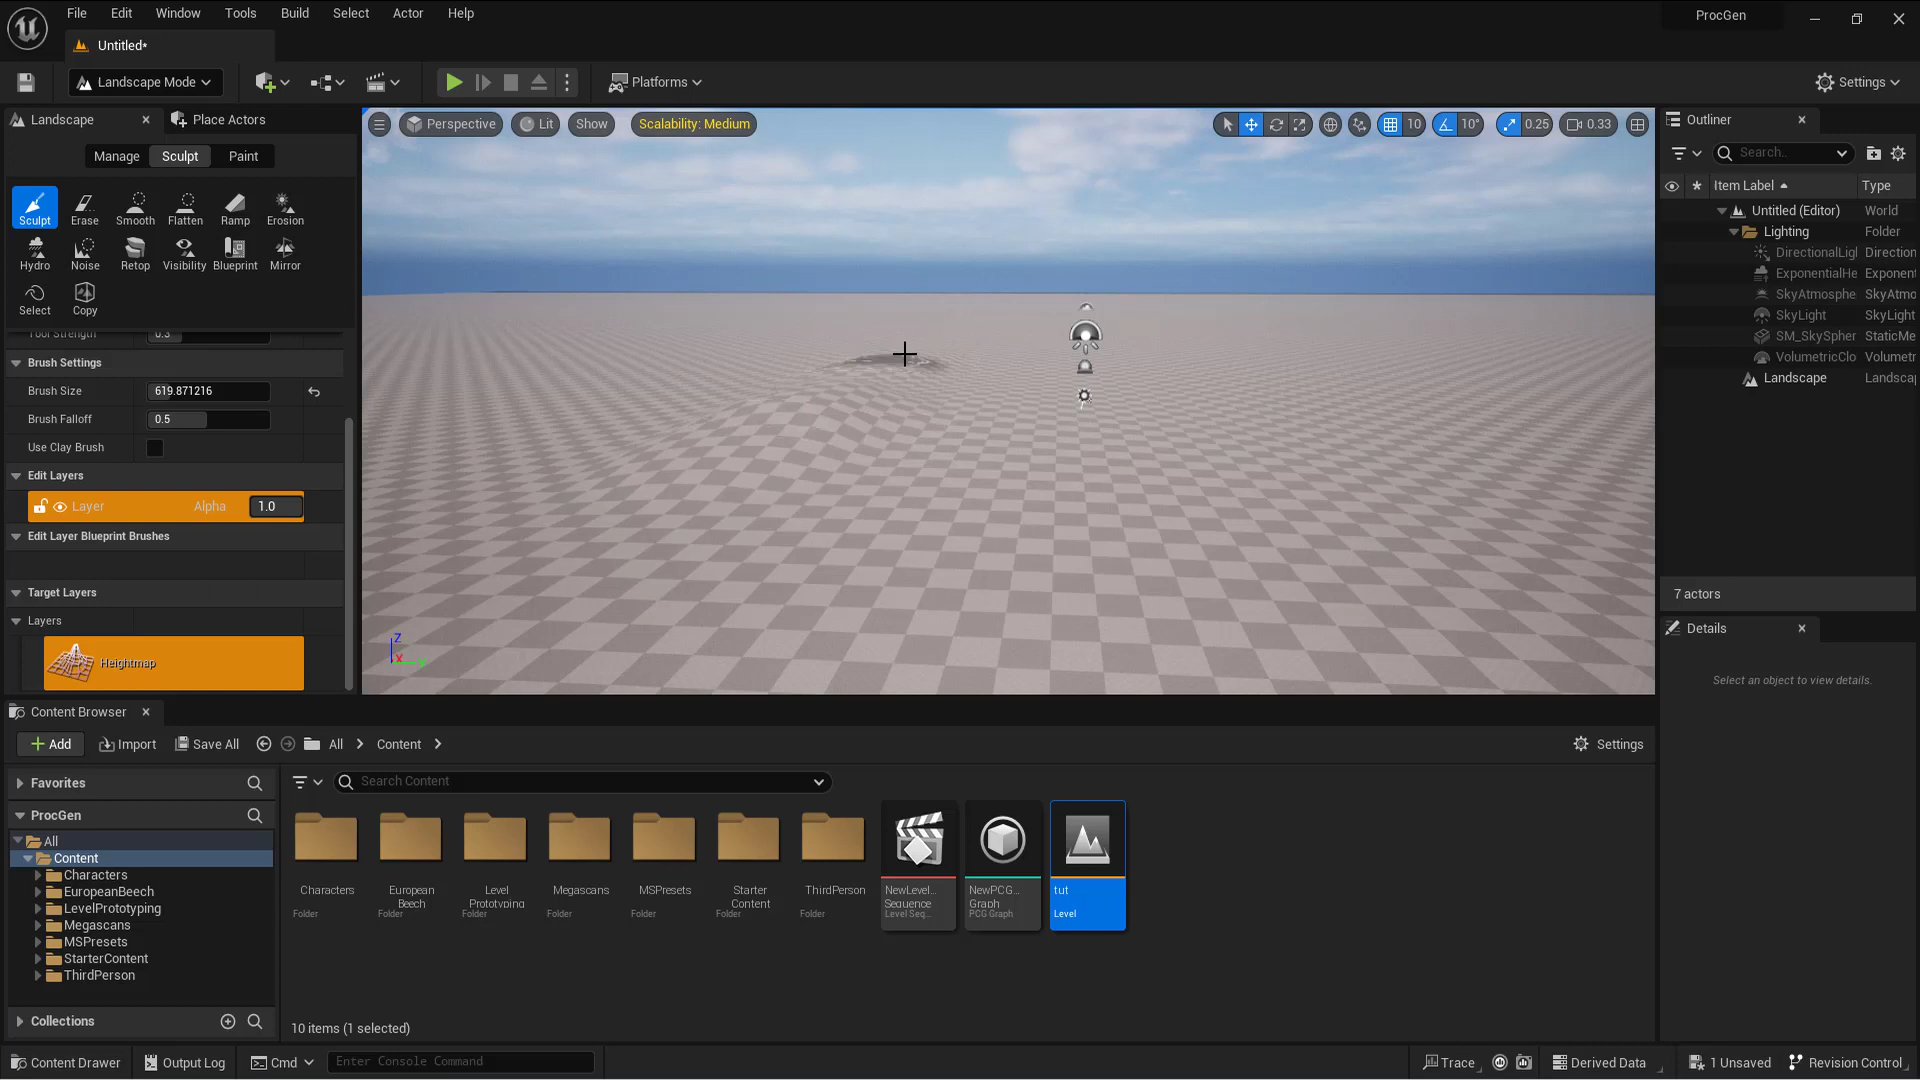 File Edit Window Tools Build Select Actor Help
ProcGen
Untitled*
Landscape Mode
Platforms
Settings
Landscape
Place Actors
Manage Sculpt Paint
Sculpt Erase Smooth Flatten Ramp Erosion
Hydro Noise Retop Visibility Blueprint Mirror
Select Copy
Tool Strength 0.3
Brush Settings
Brush Size 619.871216
Brush Falloff 0.5
Use Clay Brush
Edit Layers
Layer Alpha 1.0
Edit Layer Blueprint Brushes
Target Layers
Layers
Heightmap
Perspective Lit Show Scalability: Medium
10 10° 0.25 0.33
Z
X
Outliner
Search..
Item Label Type
Untitled (Editor) World
Lighting Folder
DirectionalLigl Direction
ExponentialHe Exponent
SkyAtmosphe SkyAtmo
SkyLight SkyLight
SM_SkySpher StaticMe
VolumetricClo Volumetr
Landscape Landscap
7 actors
Details
Select an object to view details.
Content Browser
Add Import Save All All Content
Settings
Favorites
ProcGen
All
Content
Characters
EuropeanBeech
LevelPrototyping
Megascans
MSPresets
StarterContent
ThirdPerson
Collections
Search Content
Characters
Folder
European
Beech
Folder
Level
Prototyping
Folder
Megascans
Folder
MSPresets
Folder
Starter
Content
Folder
ThirdPerson
Folder
NewLevel...
Sequence
Level Seq...
NewPCG...
Graph
PCG Graph
tut
Level
10 items (1 selected)
Content Drawer Output Log Cmd Enter Console Command
Trace Derived Data 1 Unsaved Revision Control